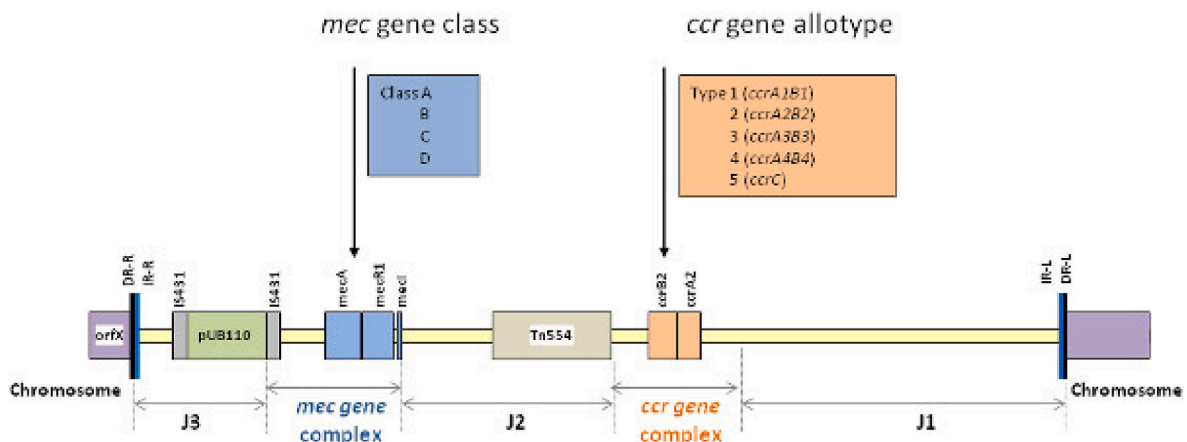 mec gene class
ccr gene allotype
Class A
B
C
D
Type 1 (ccrA1B1)
2 (ccrA2B2)
3 (ccrA3B3)
4 (ccrA4B4)
5 (ccrC)
DR-R
IR-R
IS431
IS431
mecA
mecR1
mecI
ccrB2
ccrA2
IR-L
DR-L
orfX
pUB110
Tn554
Chromosome
Chromosome
J3
mec gene
complex
J2
ccr gene
complex
J1